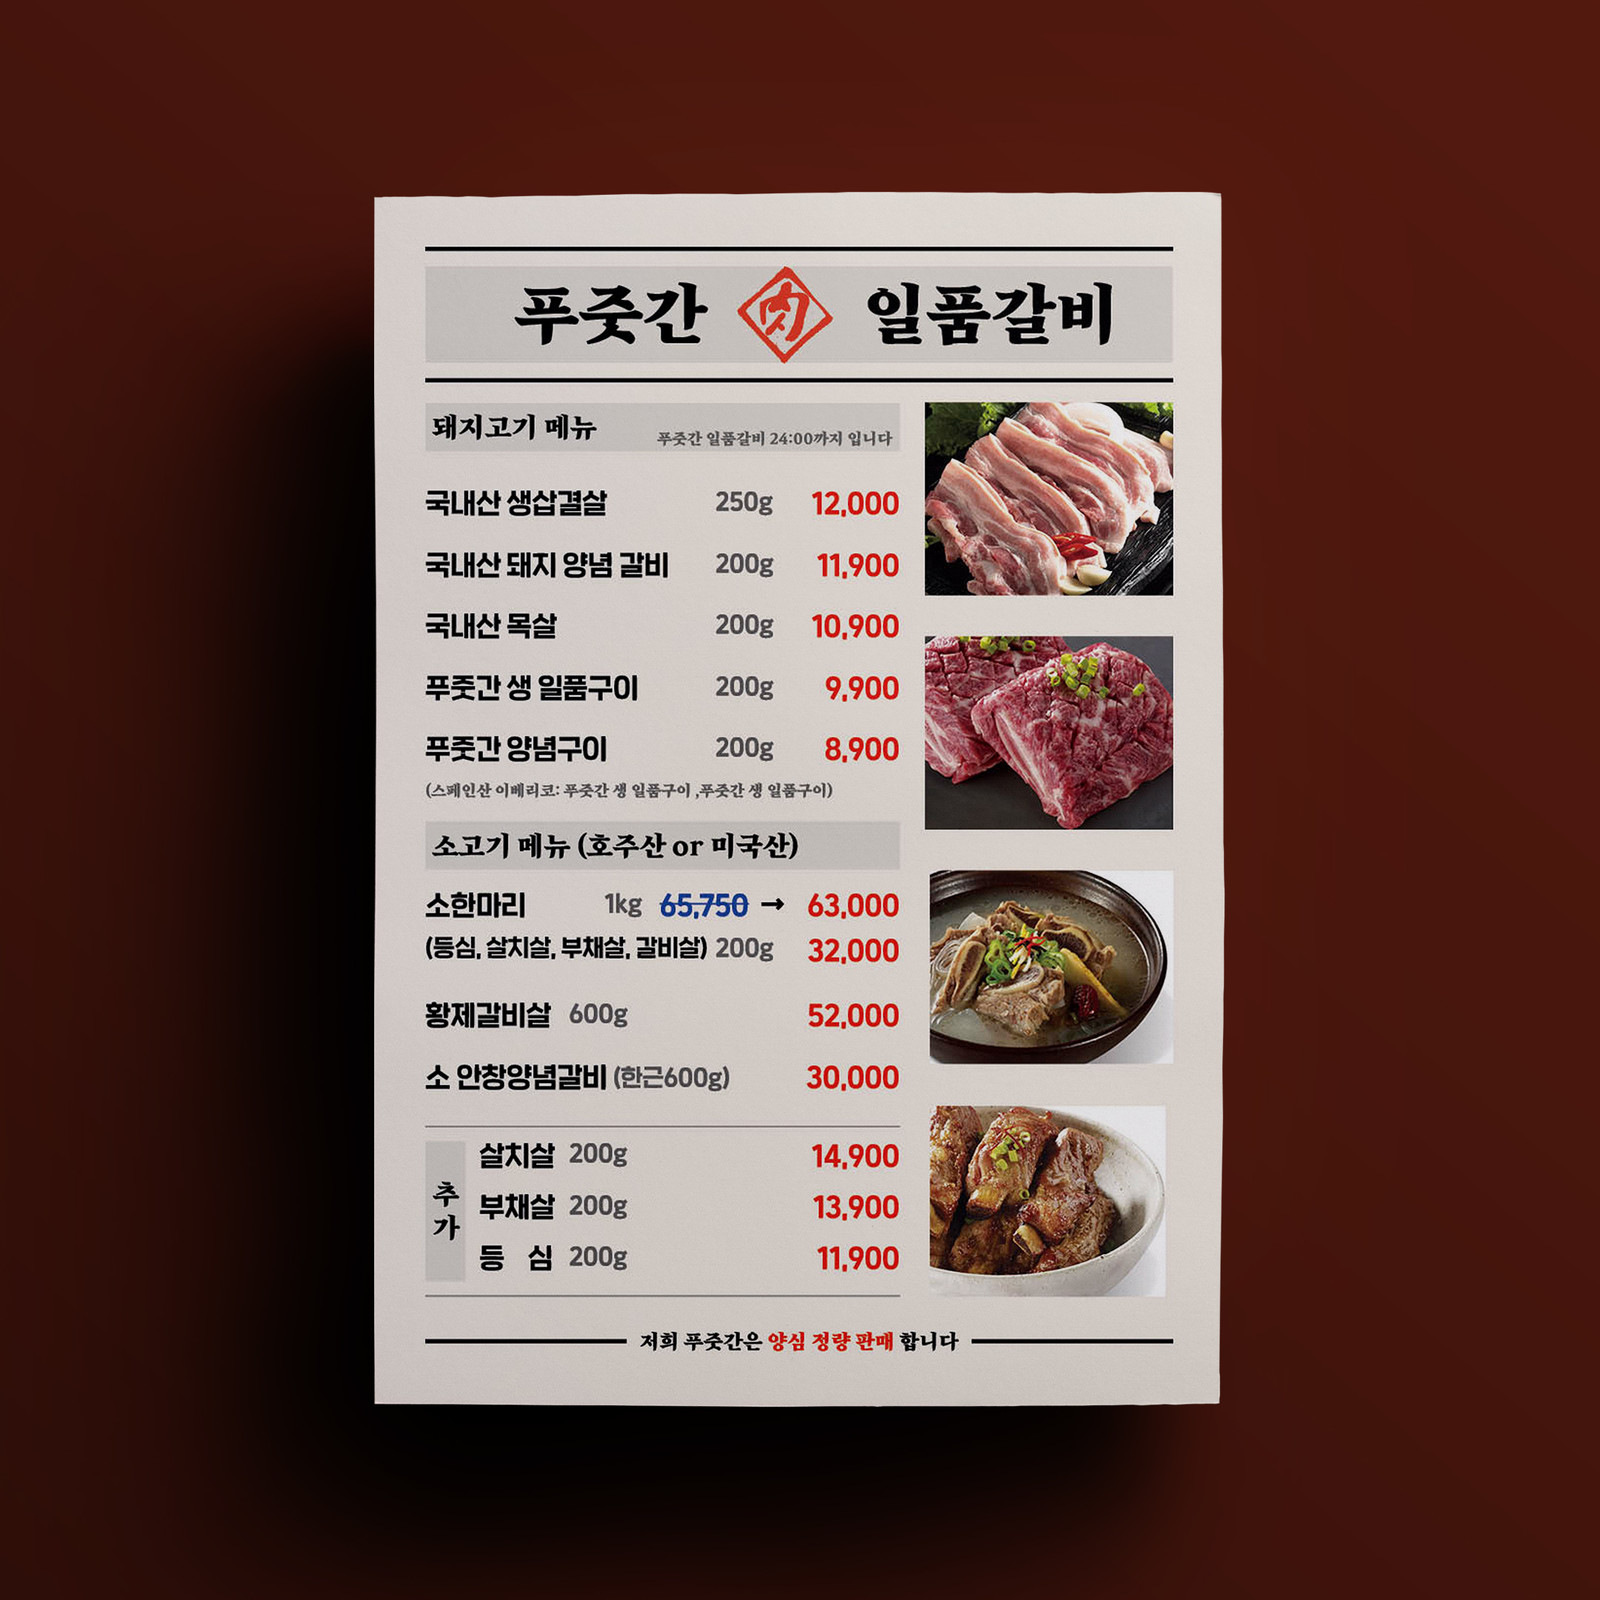 푸줏간 肉 일품갈비
돼지고기 메뉴 푸줏간 일품갈비 24:00까지 입니다
국내산 생삽결살 250g 12,000
국내산 돼지 양념 갈비 200g 11,900
국내산 목살 200g 10,900
푸줏간 생 일품구이 200g 9,900
푸줏간 양념구이 200g 8,900
(스페인산 이베리코: 푸줏간 생 일품구이 ,푸줏간 생 일품구이)
소고기 메뉴 (호주산 or 미국산)
소한마리 1kg 65,750 → 63,000
(등심, 살치살, 부채살, 갈비살) 200g 32,000
황제갈비살 600g 52,000
소 안창양념갈비 (한근600g) 30,000
추가
살치살 200g 14,900
부채살 200g 13,900
등 심 200g 11,900
저희 푸줏간은 양심 정량 판매 합니다